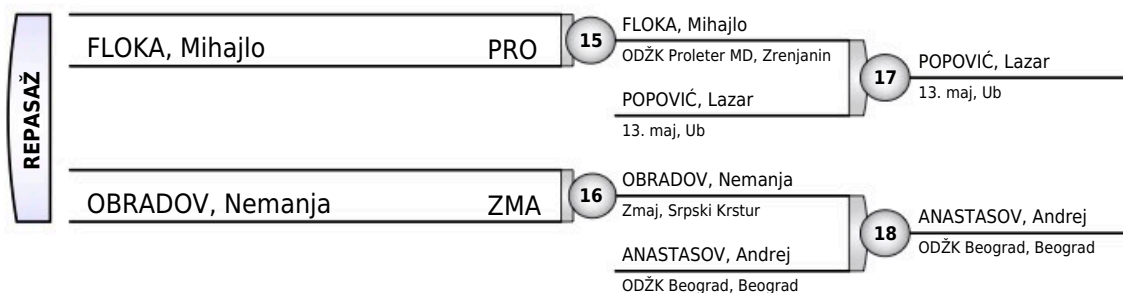 REPASAŽ
FLOKA, Mihajlo PRO
15
FLOKA, Mihajlo
ODŽK Proleter MD, Zrenjanin
POPOVIĆ, Lazar
13. maj, Ub
17
POPOVIĆ, Lazar
13. maj, Ub
OBRADOV, Nemanja ZMA
16
OBRADOV, Nemanja
Zmaj, Srpski Krstur
ANASTASOV, Andrej
ODŽK Beograd, Beograd
18
ANASTASOV, Andrej
ODŽK Beograd, Beograd